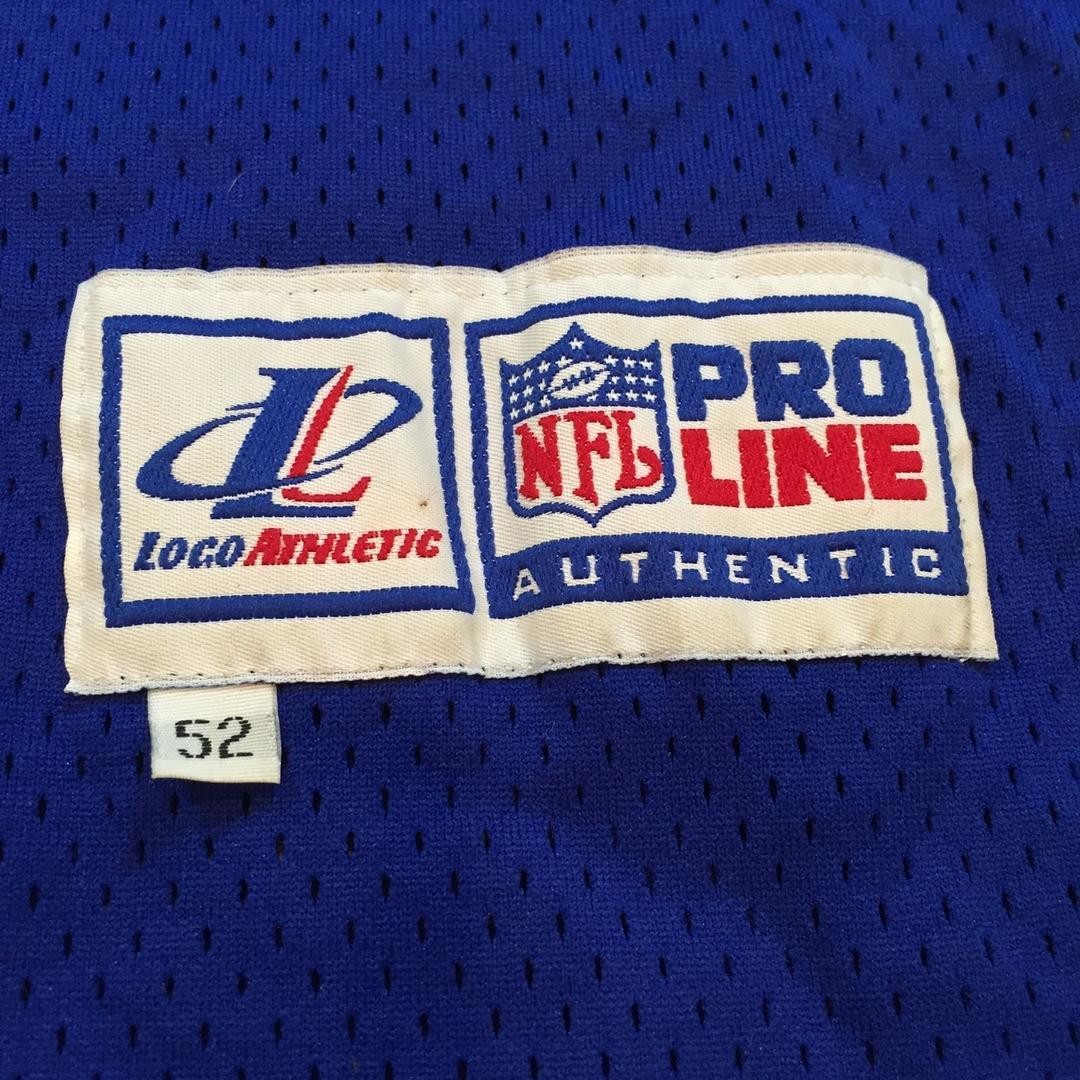 LOGO ATHLETIC
NFL
PRO
LINE
AUTHENTIC
52